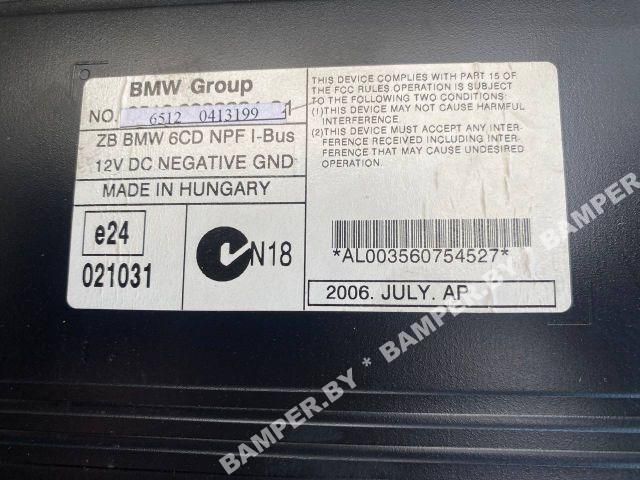 BMW Group
NO. 6512 0413199
ZB BMW 6CD NPF I-Bus
12V DC NEGATIVE GND
MADE IN HUNGARY
e24
021031
N18
THIS DEVICE COMPLIES WITH PART 15 OF
THE FCC RULES OPERATION IS SUBJECT
TO THE FOLLOWING TWO CONDITIONS:
(1)THIS DEVICE MAY NOT CAUSE HARMFUL
INTERFERENCE.
(2)THIS DEVICE MUST ACCEPT ANY INTER-
FERENCE RECEIVED INCLUDING INTER-
FERENCE THAT MAY CAUSE UNDESIRED
OPERATION.
*AL003560754527*
2006. JULY. AP
BAMPER.BY * BAMPER.BY * BAMPER.BY